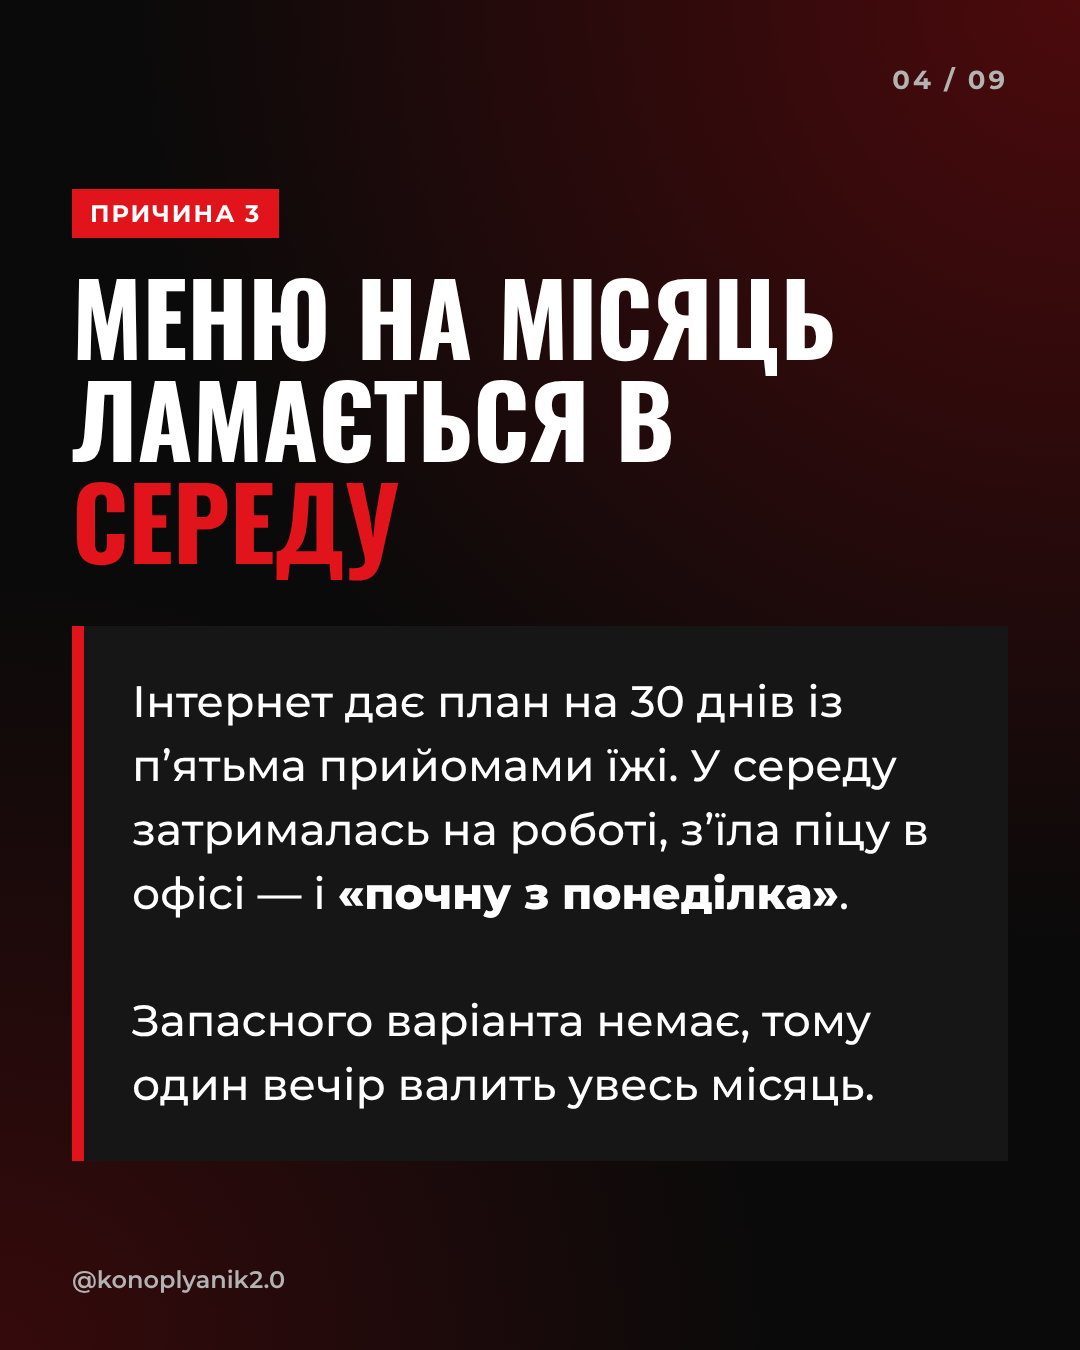 04 / 09
ПРИЧИНА 3
МЕНЮ НА МІСЯЦЬ
ЛАМАЄТЬСЯ В
СЕРЕДУ
Інтернет дає план на 30 днів із
п’ятьма прийомами їжі. У середу
затрималась на роботі, з’їла піцу в
офісі — і «почну з понеділка».
Запасного варіанта немає, тому
один вечір валить увесь місяць.
@konoplyanik2.0